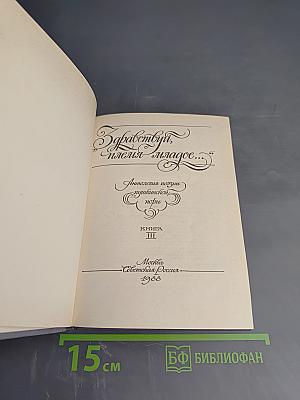 „Здравствуй,
племя младое..."
Антология поэзии
пушкинской
поры
КНИГА
III
Москва
Советская Россия
1988
15 см
БФ БИБЛИОФАН